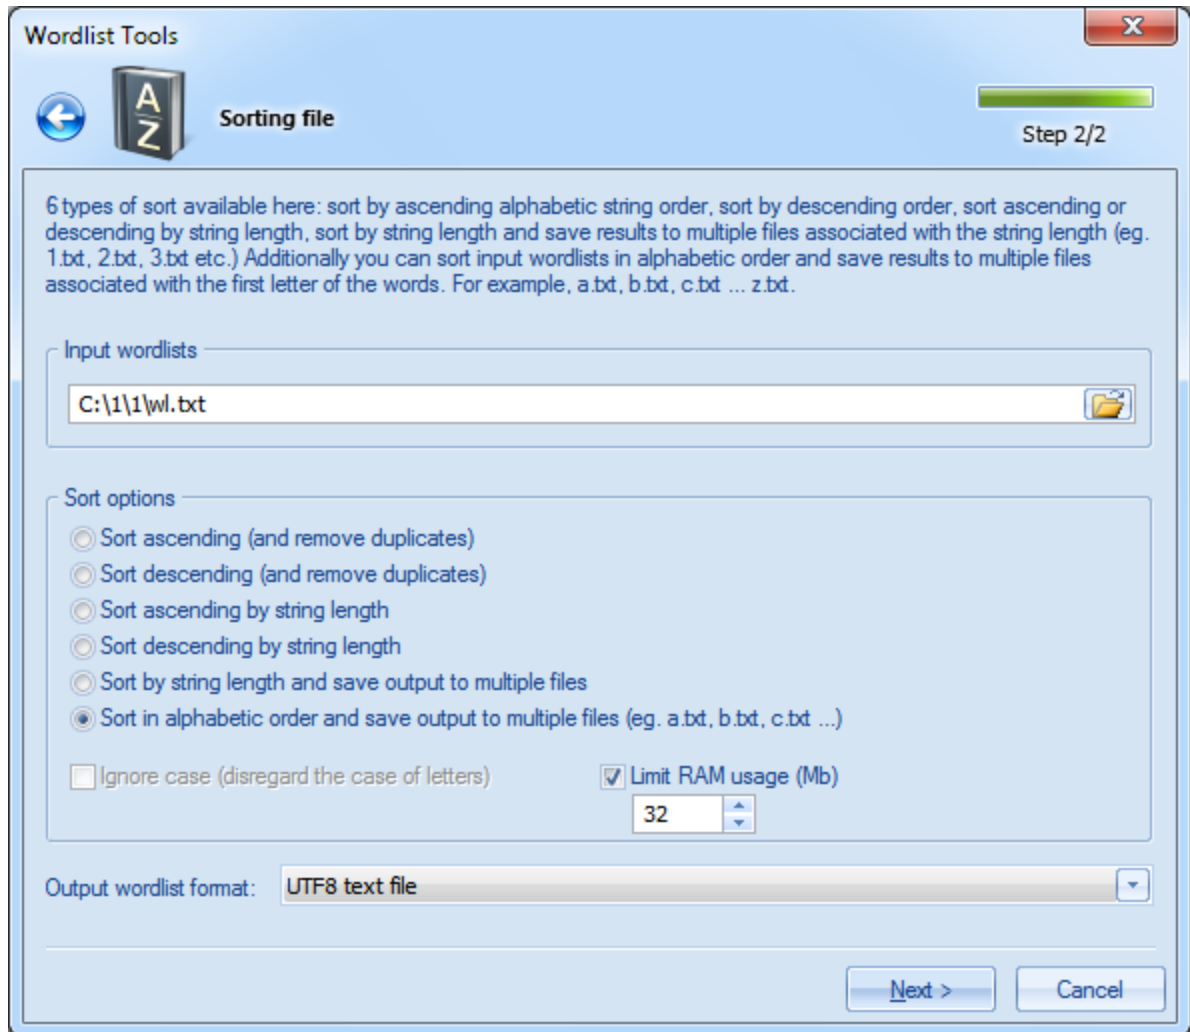 Wordlist Tools
A
Z
Sorting file
Step 2/2
6 types of sort available here: sort by ascending alphabetic string order, sort by descending order, sort ascending or
descending by string length, sort by string length and save results to multiple files associated with the string length (eg.
1.txt, 2.txt, 3.txt etc.) Additionally you can sort input wordlists in alphabetic order and save results to multiple files
associated with the first letter of the words. For example, a.txt, b.txt, c.txt ... z.txt.
Input wordlists
C:\1\1\wl.txt
Sort options
Sort ascending (and remove duplicates)
Sort descending (and remove duplicates)
Sort ascending by string length
Sort descending by string length
Sort by string length and save output to multiple files
Sort in alphabetic order and save output to multiple files (eg. a.txt, b.txt, c.txt ...)
Ignore case (disregard the case of letters)
Limit RAM usage (Mb)
32
Output wordlist format: UTF8 text file
Next >
Cancel